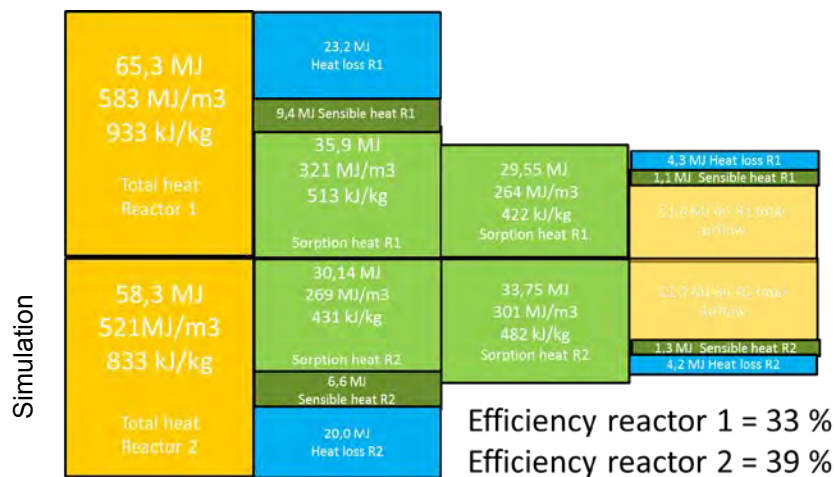 65,3 MJ
583 MJ/m3
933 kJ/kg
Total heat
Reactor 1
23,2 MJ
Heat loss R1
9,4 MJ Sensible heat R1
35,9 MJ
321 MJ/m3
513 kJ/kg
Sorption heat R1
29,55 MJ
264 MJ/m3
422 kJ/kg
Sorption heat R1
4,3 MJ Heat loss R1
1,1 MJ Sensible heat R1
airflow
Simulation
58,3 MJ
521MJ/m3
833 kJ/kg
Total heat
Reactor 2
30,14 MJ
269 MJ/m3
431 kJ/kg
Sorption heat R2
6,6 MJ
Sensible heat R2
20,0 MJ
Heat loss R2
33,75 MJ
301 MJ/m3
482 kJ/kg
Sorption heat R2
airflow
1,3 MJ Sensible heat R2
4,2 MJ Heat loss R2
Efficiency reactor 1 = 33 %
Efficiency reactor 2 = 39 %